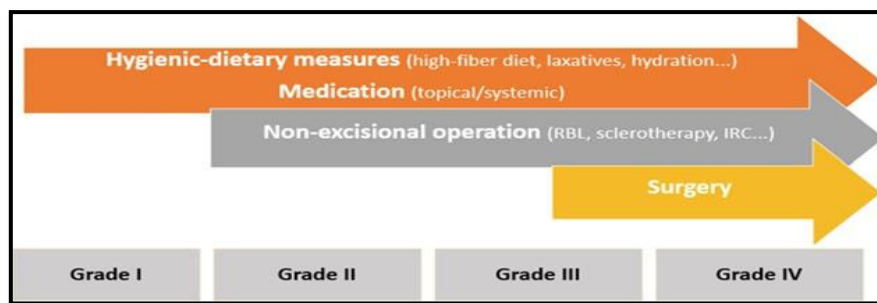 Hygienic-dietary measures (high-fiber diet, laxatives, hydration...)
Medication (topical/systemic)
Non-excisional operation (RBL, sclerotherapy, IRC...)
Surgery
Grade I
Grade II
Grade III
Grade IV